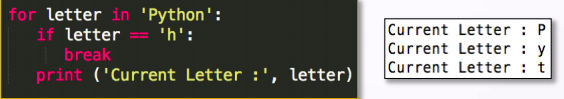 for letter in 'Python':
    if letter == 'h':
        break
    print ('Current Letter :', letter)
Current Letter : P
Current Letter : y
Current Letter : t